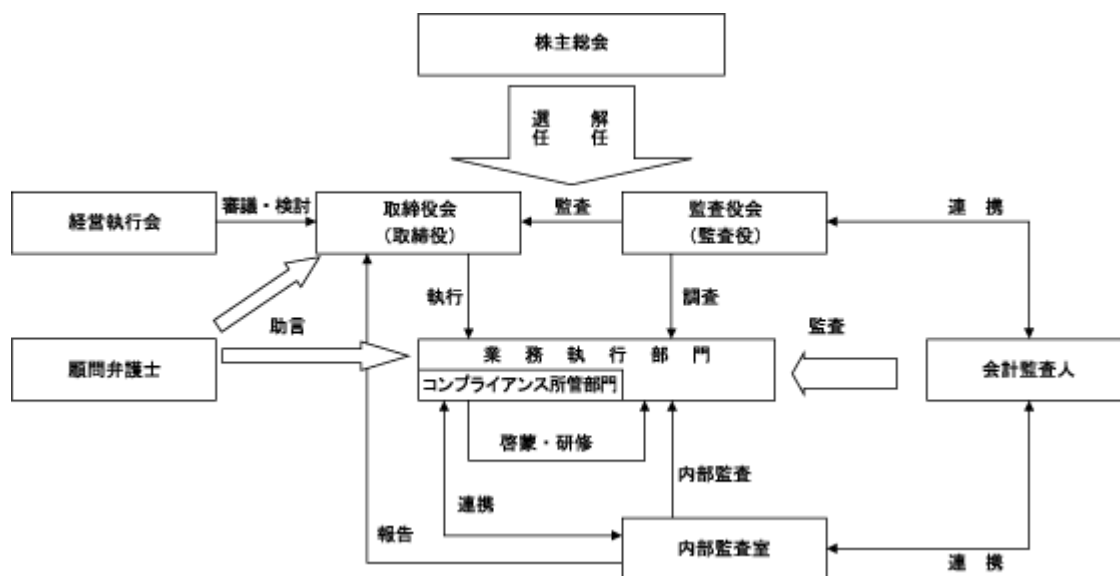 株主総会
選任 解任
経営執行会
審議・検討
取締役会
(取締役)
監査
監査役会
(監査役)
連 携
執行
調査
助言
監査
顧問弁護士
業 務 執 行 部 門
コンプライアンス所管部門
会計監査人
啓蒙・研修
内部監査
連携
報告
内部監査室
連 携